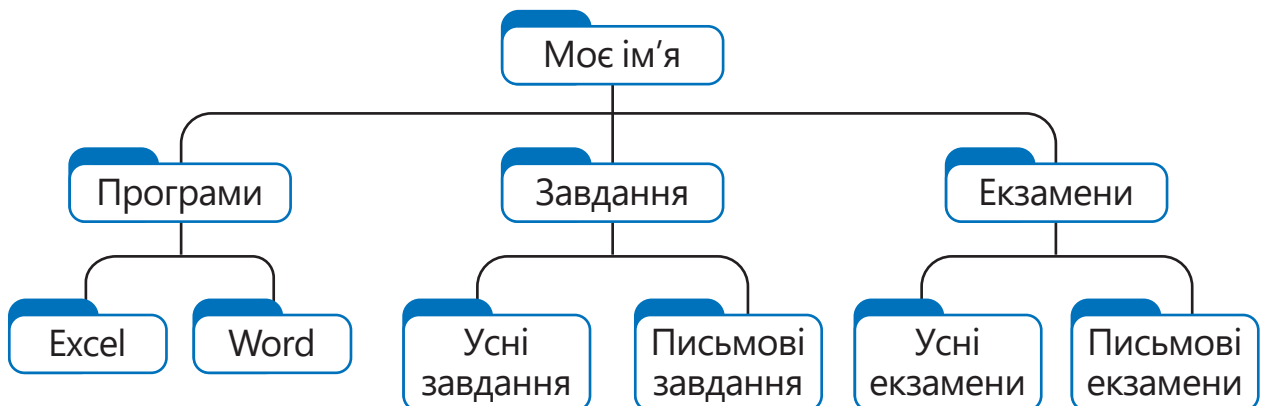 Моє ім’я
Програми
Завдання
Екзамени
Excel
Word
Усні
завдання
Письмові
завдання
Усні
екзамени
Письмові
екзамени